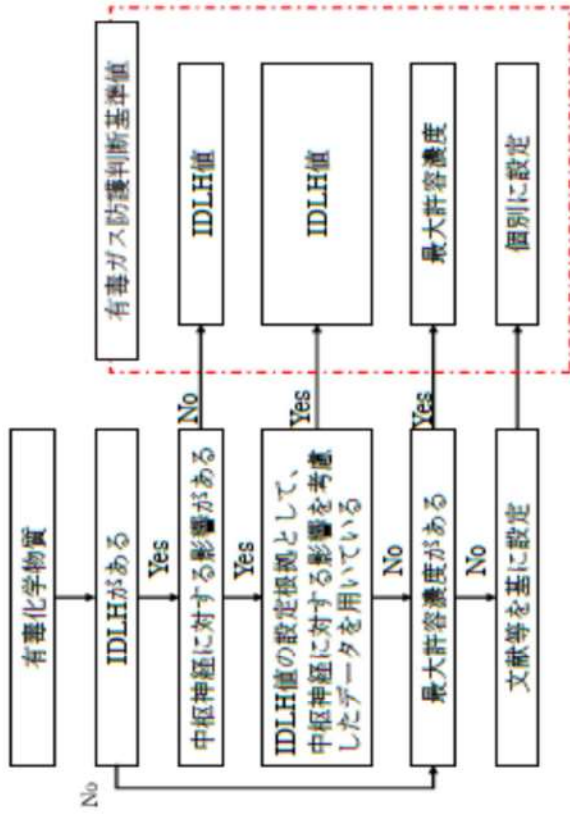 有毒化学物質
有毒ガス防護判断基準値
IDLHがある
No
Yes
中枢神経に対する影響がある
No
IDLH値
Yes
IDLH値の設定根拠として、
中枢神経に対する影響を考慮
したデータを用いている
Yes
IDLH値
No
最大許容濃度がある
Yes
最大許容濃度
No
文献等を基に設定
個別に設定